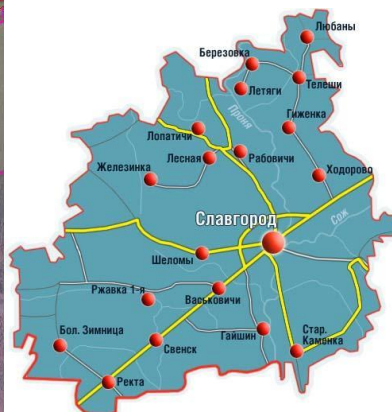 Любаны
Березовка
Телеши
Летяги
Проня
Гиженка
Лопатичи
Лесная
Рабовичи
Железинка
Ходорово
Славгород
Сож
Шеломы
Ржавка 1-я
Васьковичи
Бол. Зимница
Свенск
Гайшин
Стар.
Каменка
Ректа